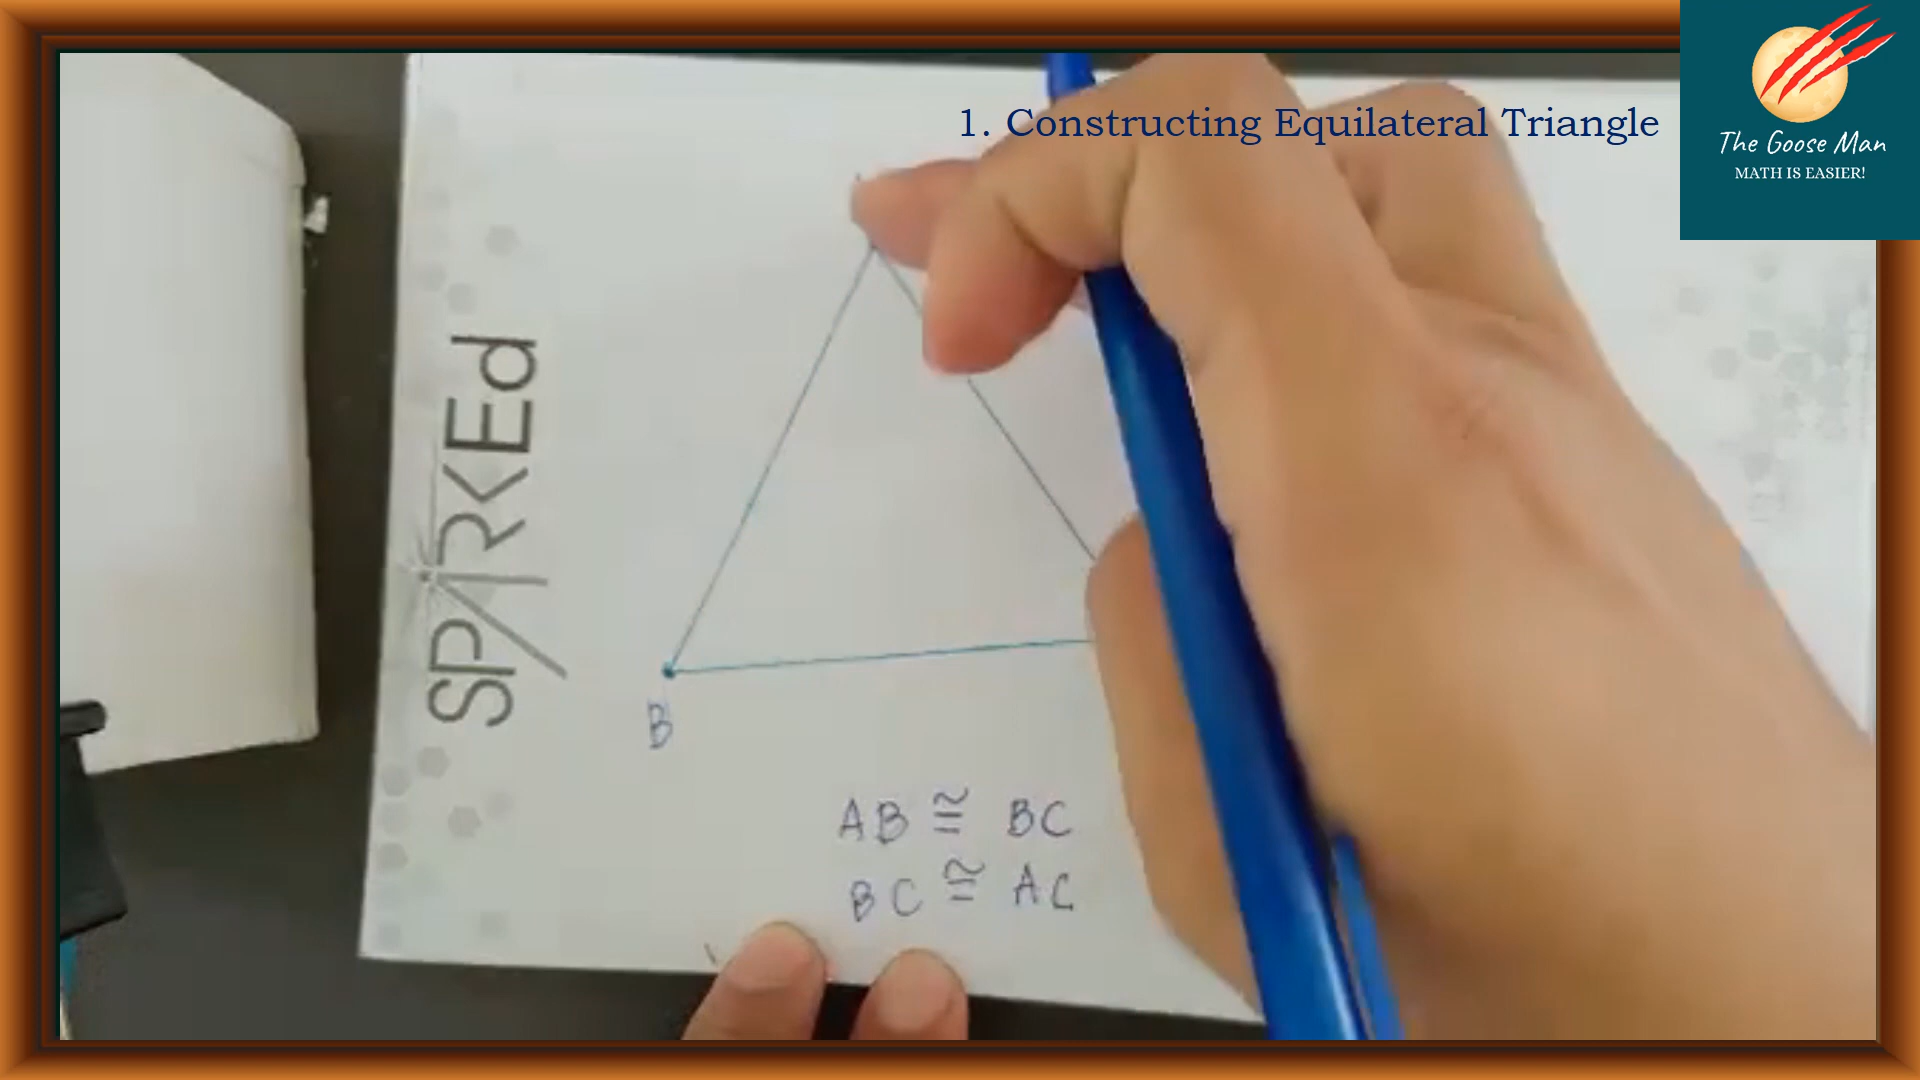 1. Constructing Equilateral Triangle
The Goose Man
MATH IS EASIER!
SPARKEd
B
AB ≅ BC
BC ≅ AC